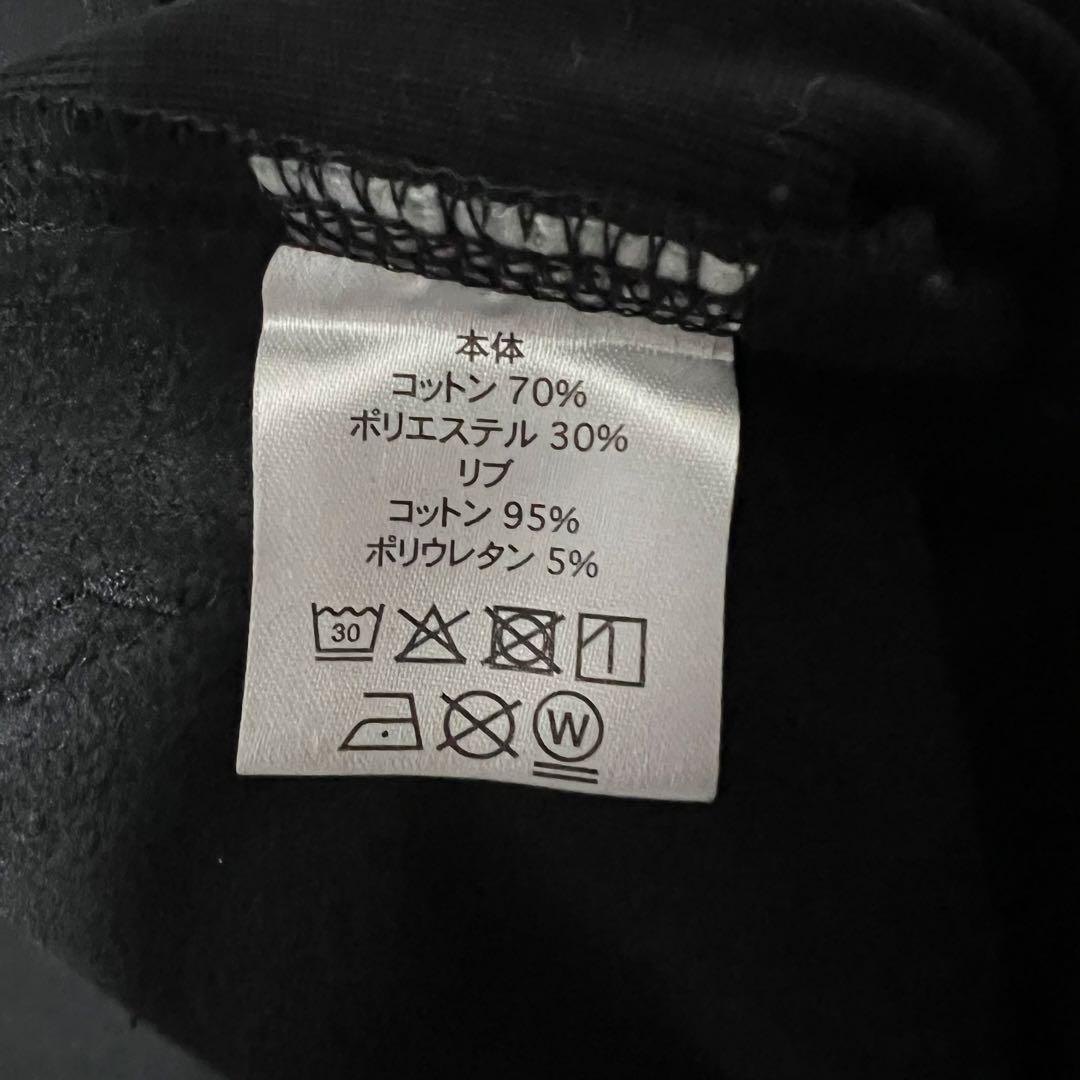 本体
コットン 70%
ポリエステル 30%
リブ
コットン 95%
ポリウレタン 5%
30
W